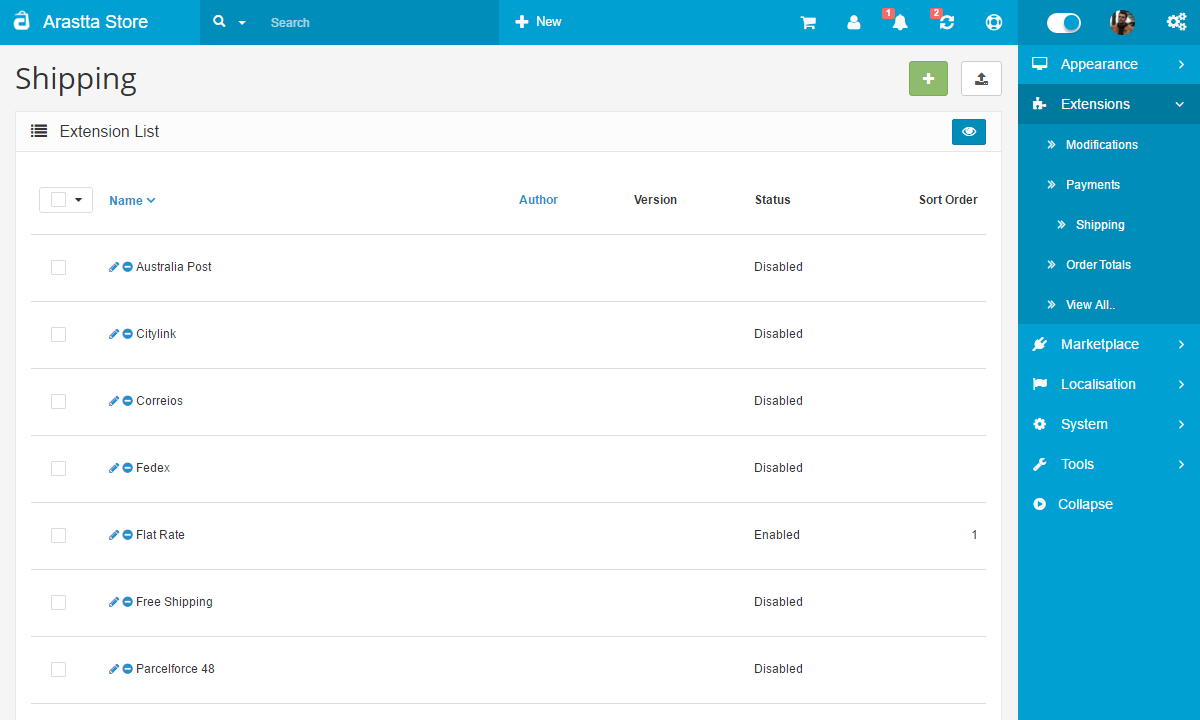 Arastta Store
Search
New
1
2
Shipping
Extension List
Name
Author
Version
Status
Sort Order
Australia Post
Disabled
Citylink
Disabled
Correios
Disabled
Fedex
Disabled
Flat Rate
Enabled
1
Free Shipping
Disabled
Parcelforce 48
Disabled
Appearance
Extensions
Modifications
Payments
Shipping
Order Totals
View All..
Marketplace
Localisation
System
Tools
Collapse